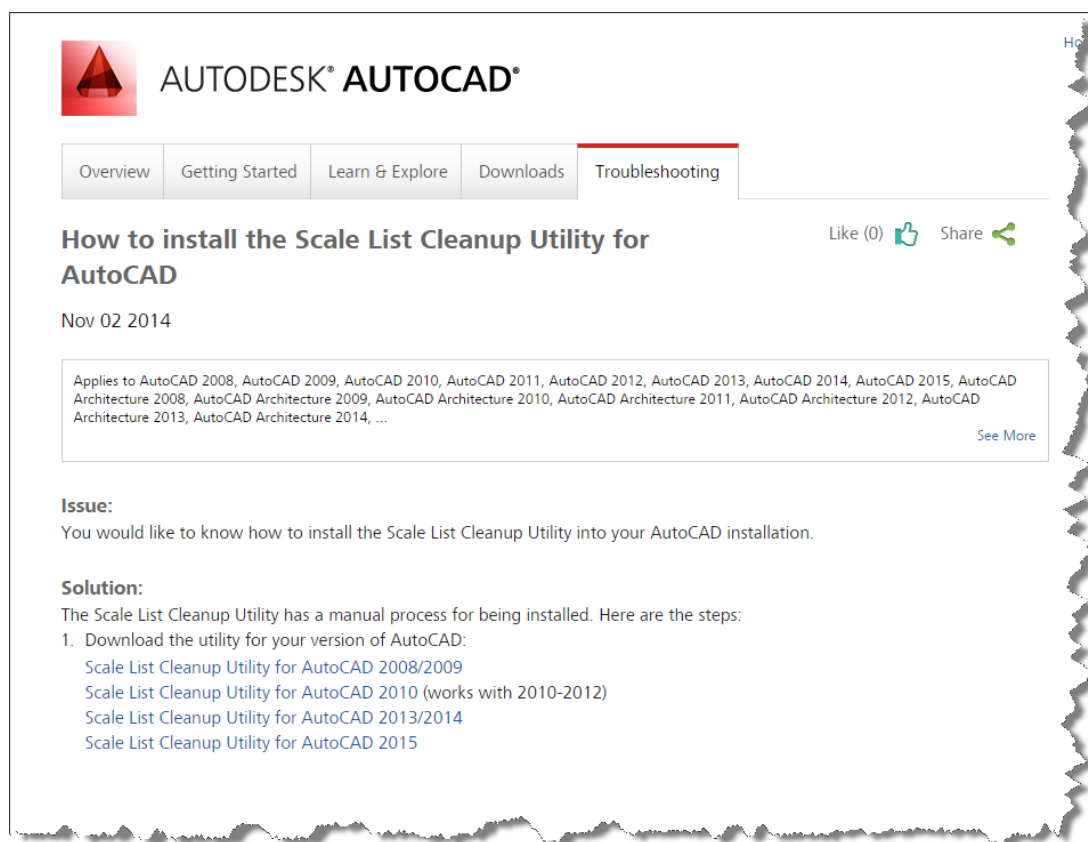 Ho
AUTODESK® AUTOCAD®
Overview
Getting Started
Learn & Explore
Downloads
Troubleshooting
How to install the Scale List Cleanup Utility for
AutoCAD
Like (0)
Share
Nov 02 2014
Applies to AutoCAD 2008, AutoCAD 2009, AutoCAD 2010, AutoCAD 2011, AutoCAD 2012, AutoCAD 2013, AutoCAD 2014, AutoCAD 2015, AutoCAD
Architecture 2008, AutoCAD Architecture 2009, AutoCAD Architecture 2010, AutoCAD Architecture 2011, AutoCAD Architecture 2012, AutoCAD
Architecture 2013, AutoCAD Architecture 2014, ...
See More
Issue:
You would like to know how to install the Scale List Cleanup Utility into your AutoCAD installation.
Solution:
The Scale List Cleanup Utility has a manual process for being installed. Here are the steps:
1. Download the utility for your version of AutoCAD:
Scale List Cleanup Utility for AutoCAD 2008/2009
Scale List Cleanup Utility for AutoCAD 2010 (works with 2010-2012)
Scale List Cleanup Utility for AutoCAD 2013/2014
Scale List Cleanup Utility for AutoCAD 2015